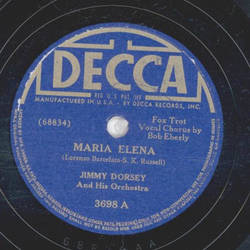 DECCA
REG. U.S. PAT. OFF.
MANUFACTURED IN U.S.A. - BY DECCA RECORDS, INC.
(68834)
Fox Trot
Vocal Chorus by
Bob Eberly
MARIA ELENA
(Lorenzo Barcelata-S. K. Russell)
JIMMY DORSEY
And His Orchestra
3698 A